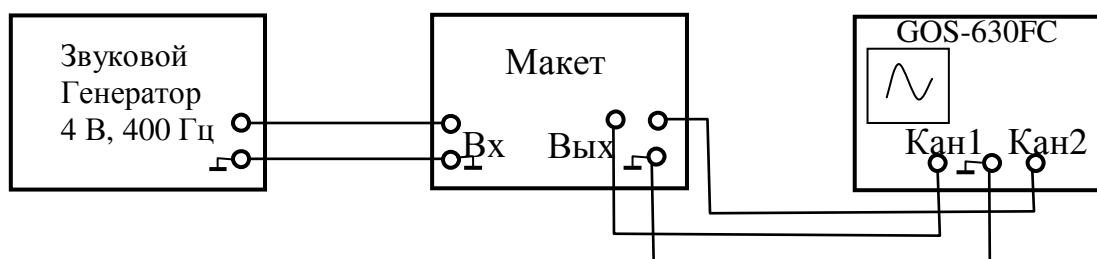 Звуковой
Генератор
4 В, 400 Гц
Макет
Вх
Вых
GOS-630FC
Кан1
Кан2